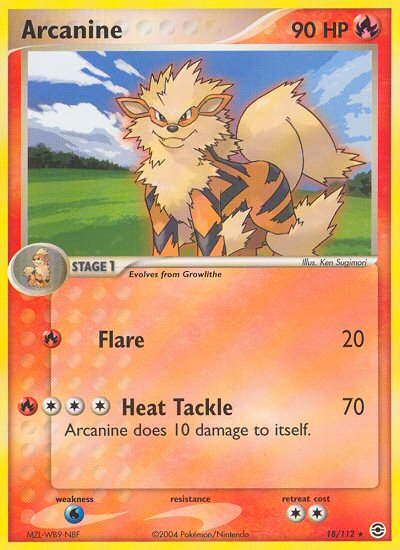 Arcanine 90 HP
Illus. Ken Sugimori
STAGE 1
Evolves from Growlithe
Flare 20
Heat Tackle 70
Arcanine does 10 damage to itself.
weakness resistance retreat cost
MZL-WB9-NBF ©2004 Pokémon/Nintendo 18/112 ★